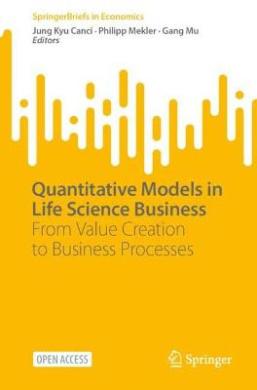 SpringerBriefs in Economics
Jung Kyu Canci · Philipp Mekler · Gang Mu
Editors
Quantitative Models in
Life Science Business
From Value Creation
to Business Processes
OPEN ACCESS
Springer